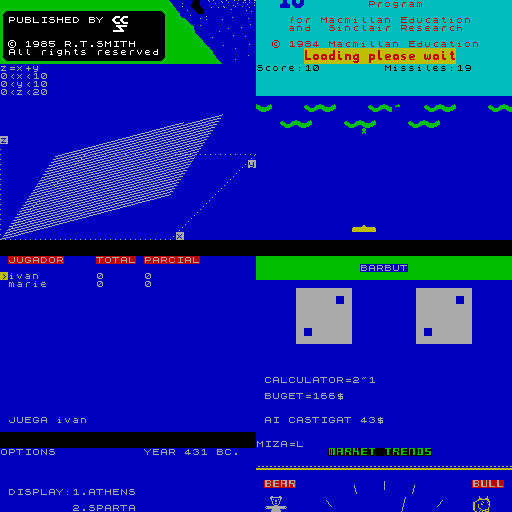 PUBLISHED BY CCS
© 1985 R.T.SMITH
All rights reserved
z=x+y
0<x<10
0<y<10
0<z<20
z
y
x
Program
for Macmillan Education
and Sinclair Research
© 1984 Macmillan Education
Loading please wait
Score:10 Missiles:19
JUGADOR TOTAL PARCIAL
ivan 0 0
marie 0 0
JUEGA ivan
BARBUT
CALCULATOR=2~1
BUGET=166$
AI CASTIGAT 43$
MIZA=L
OPTIONS YEAR 431 BC.
DISPLAY:1.ATHENS
2.SPARTA
MARKET TRENDS
BEAR BULL